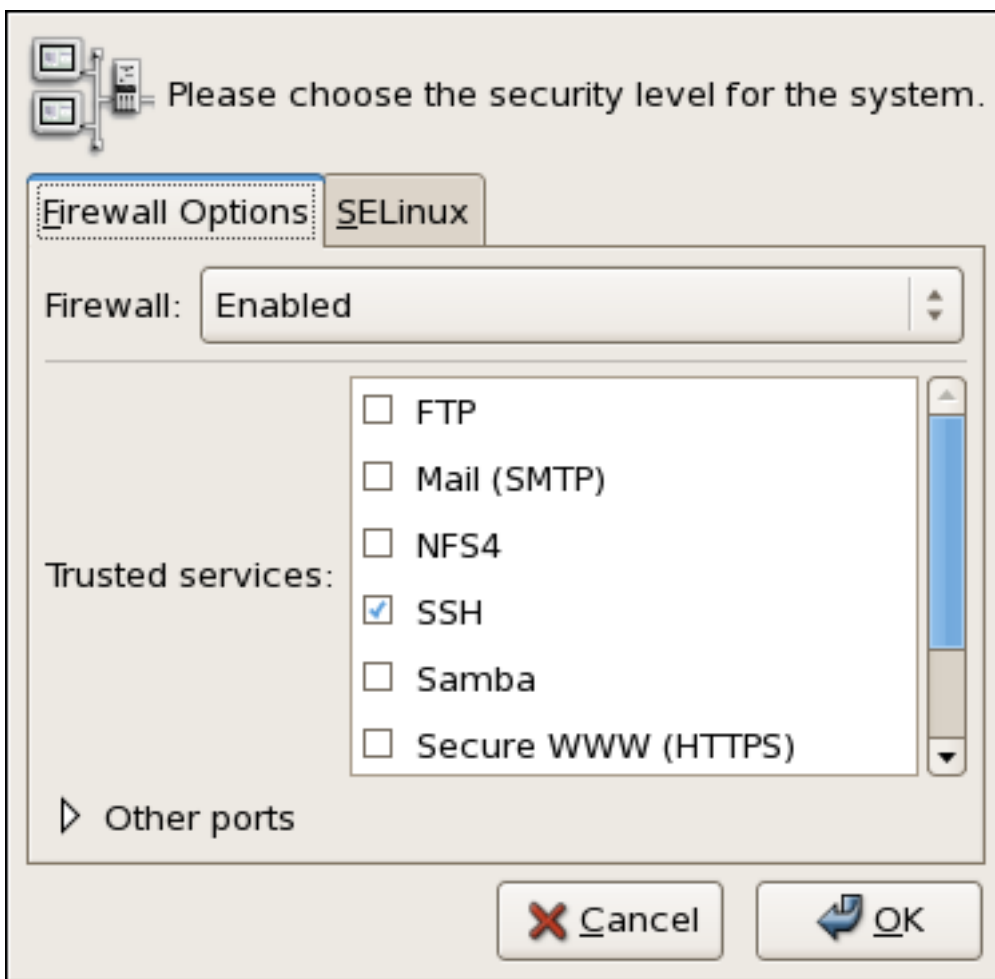 Please choose the security level for the system.
Firewall Options
SELinux
Firewall: Enabled
Trusted services:
FTP
Mail (SMTP)
NFS4
SSH
Samba
Secure WWW (HTTPS)
Other ports
Cancel
OK